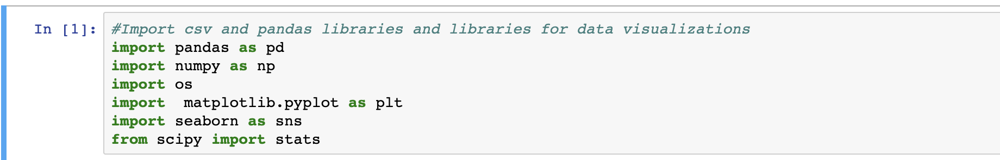 In [1]: #Import csv and pandas libraries and libraries for data visualizations
import pandas as pd
import numpy as np
import os
import  matplotlib.pyplot as plt
import seaborn as sns
from scipy import stats